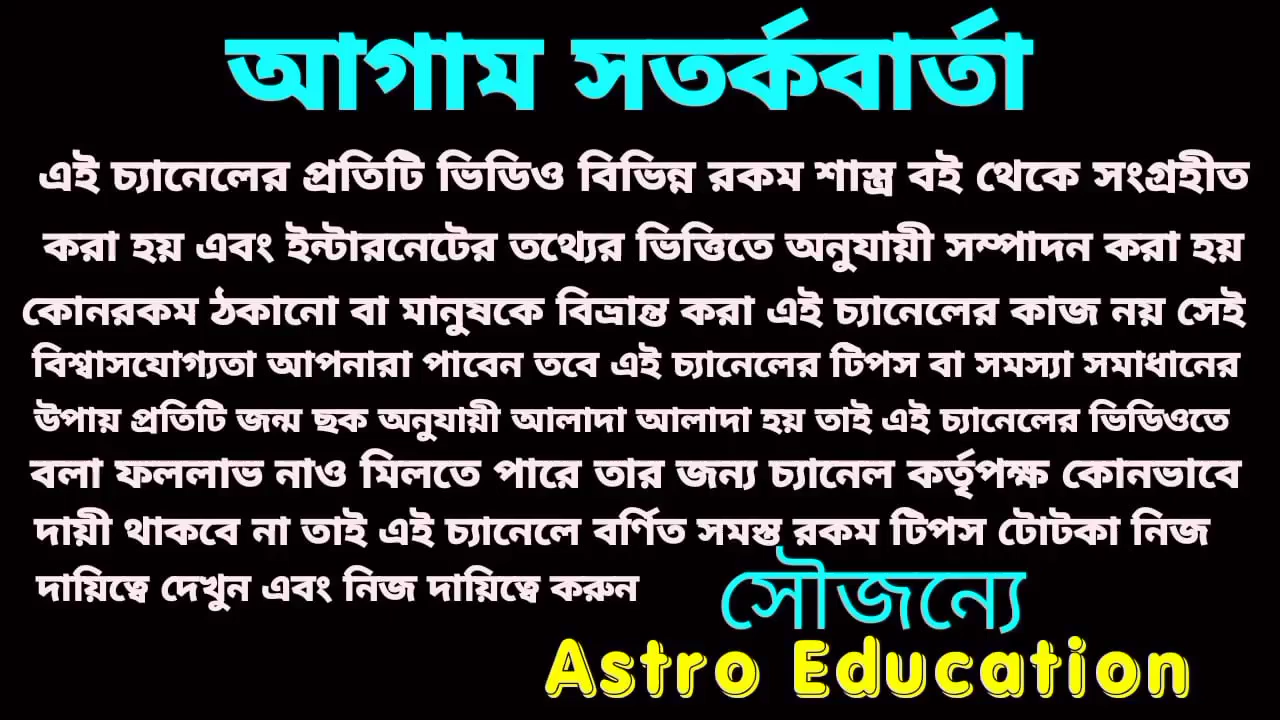 আগাম সতর্কবার্তা
এই চ্যানেলের প্রতিটি ভিডিও বিভিন্ন রকম শাস্ত্র বই থেকে সংগ্রহীত
করা হয় এবং ইন্টারনেটের তথ্যের ভিত্তিতে অনুযায়ী সম্পাদন করা হয়
কোনরকম ঠকানো বা মানুষকে বিভ্রান্ত করা এই চ্যানেলের কাজ নয় সেই
বিশ্বাসযোগ্যতা আপনারা পাবেন তবে এই চ্যানেলের টিপস বা সমস্যা সমাধানের
উপায় প্রতিটি জন্ম ছক অনুযায়ী আলাদা আলাদা হয় তাই এই চ্যানেলের ভিডিওতে
বলা ফললাভ নাও মিলতে পারে তার জন্য চ্যানেল কর্তৃপক্ষ কোনভাবে
দায়ী থাকবে না তাই এই চ্যানেলে বর্ণিত সমস্ত রকম টিপস টোটকা নিজ
দায়িত্বে দেখুন এবং নিজ দায়িত্বে করুন
সৌজন্যে
Astro Education